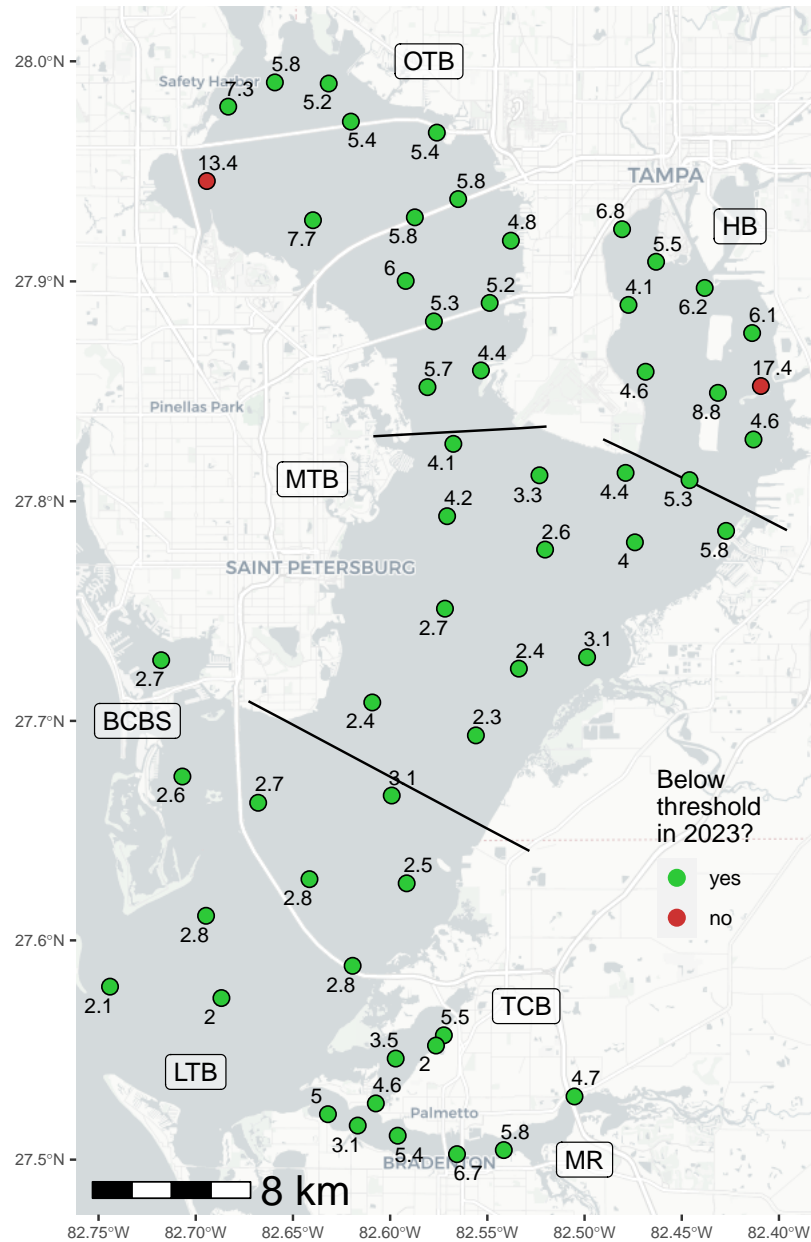 28.0°N
OTB
5.8
Safety Harbor
7.3
5.2
5.4
5.4
13.4
TAMPA
5.8
6.8
HB
7.7
5.8
4.8
5.5
27.9°N
6
5.2
4.1
6.2
5.3
6.1
4.4
17.4
5.7
4.6
8.8
Pinellas Park
4.6
4.1
MTB
3.3
4.4
5.3
27.8°N
4.2
2.6
4
5.8
SAINT PETERSBURG
2.7
2.4
3.1
2.7
2.4
2.3
27.7°N
BCBS
3.1
2.6
2.7
Below
threshold
in 2023?
yes
no
2.8
2.5
2.8
27.6°N
2.8
2.1
2
TCB
5.5
3.5
2
LTB
4.6
4.7
5
Palmetto
3.1
5.4
5.8
BRADENTON
6.7
MR
27.5°N
8 km
82.75°W 82.70°W 82.65°W 82.60°W 82.55°W 82.50°W 82.45°W 82.40°W